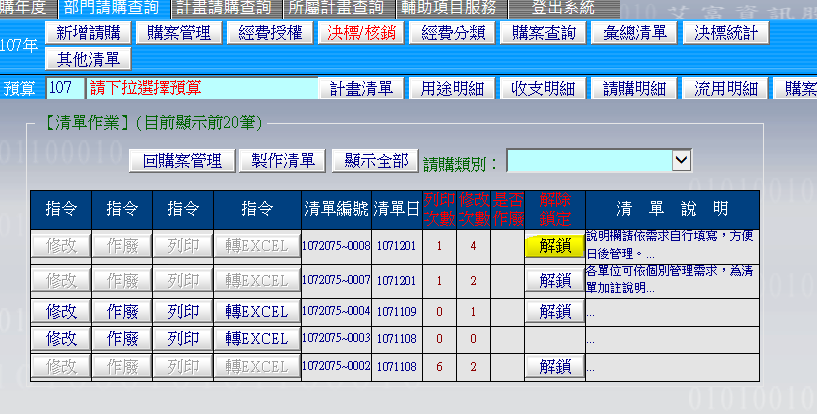 購年度 部門請購查詢 計畫請購查詢 所屬計畫查詢 輔助項目服務 登出系統
107年 新增請購 購案管理 經費授權 決標/核銷 經費分類 購案查詢 彙總清單 決標統計
其他清單
預算 107 請下拉選擇預算 計畫清單 用途明細 收支明細 請購明細 流用明細 購案
【清單作業】(目前顯示前20筆)
回購案管理 製作清單 顯示全部 請購類別：
指令 指令 指令 指令 清單編號 清單日 列印次數 修改次數 是否作廢 解除鎖定 清 單 說 明
修改 作廢 列印 轉EXCEL 1072075~0008 1071201 1 4 解鎖 說明欄請依需求自行填寫，方便
日後管理。...
修改 作廢 列印 轉EXCEL 1072075~0007 1071201 1 2 解鎖 各單位可依個別管理需求，為清
單加註說明...
修改 作廢 列印 轉EXCEL 1072075~0004 1071109 0 1 解鎖 ...
修改 作廢 列印 轉EXCEL 1072075~0003 1071108 0 0 ...
修改 作廢 列印 轉EXCEL 1072075~0002 1071108 6 2 解鎖 ...